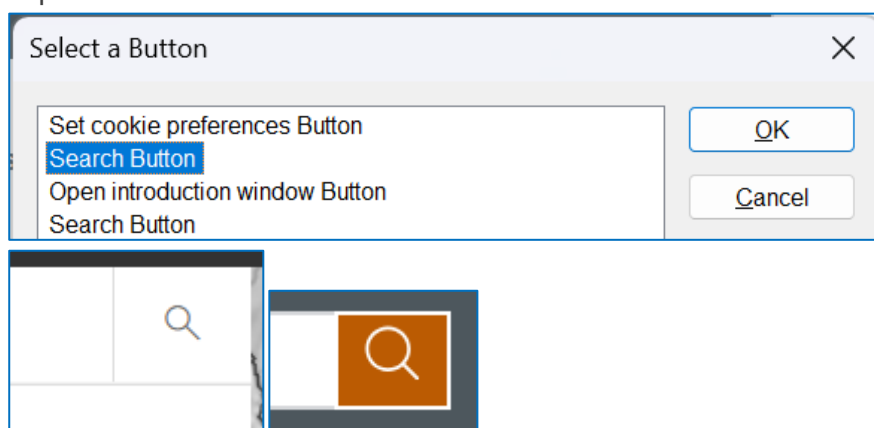 Select a Button
Set cookie preferences Button
OK
Search Button
Open introduction window Button
Cancel
Search Button